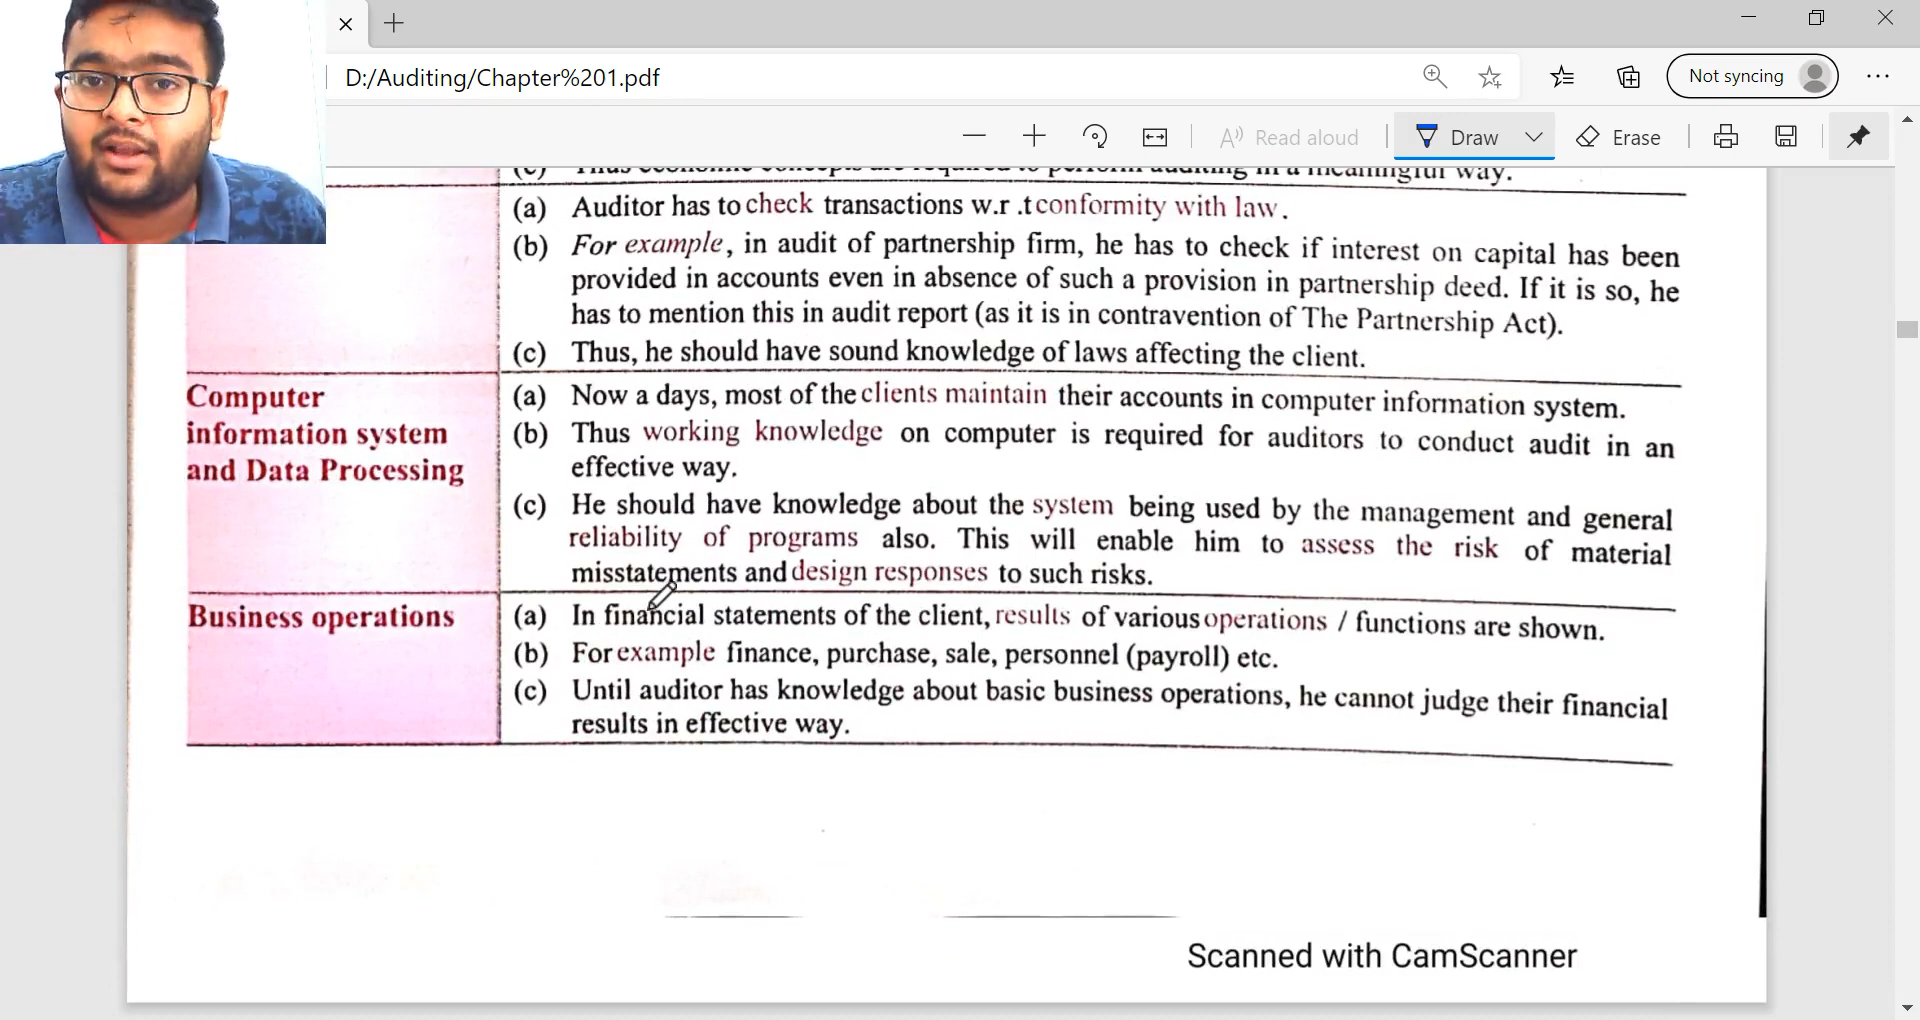 D:/Auditing/Chapter%201.pdf
Not syncing
Read aloud
Draw
Erase
(c) Thus economic concepts are required to perform auditing in a meaningful way.
(a) Auditor has to check transactions w.r .t conformity with law.
(b) For example, in audit of partnership firm, he has to check if interest on capital has been
provided in accounts even in absence of such a provision in partnership deed. If it is so, he
has to mention this in audit report (as it is in contravention of The Partnership Act).
(c) Thus, he should have sound knowledge of laws affecting the client.
Computer
information system
and Data Processing
(a) Now a days, most of the clients maintain their accounts in computer information system.
(b) Thus working knowledge on computer is required for auditors to conduct audit in an
effective way.
(c) He should have knowledge about the system being used by the management and general
reliability of programs also. This will enable him to assess the risk of material
misstatements and design responses to such risks.
Business operations
(a) In financial statements of the client, results of various operations / functions are shown.
(b) For example finance, purchase, sale, personnel (payroll) etc.
(c) Until auditor has knowledge about basic business operations, he cannot judge their financial
results in effective way.
Scanned with CamScanner